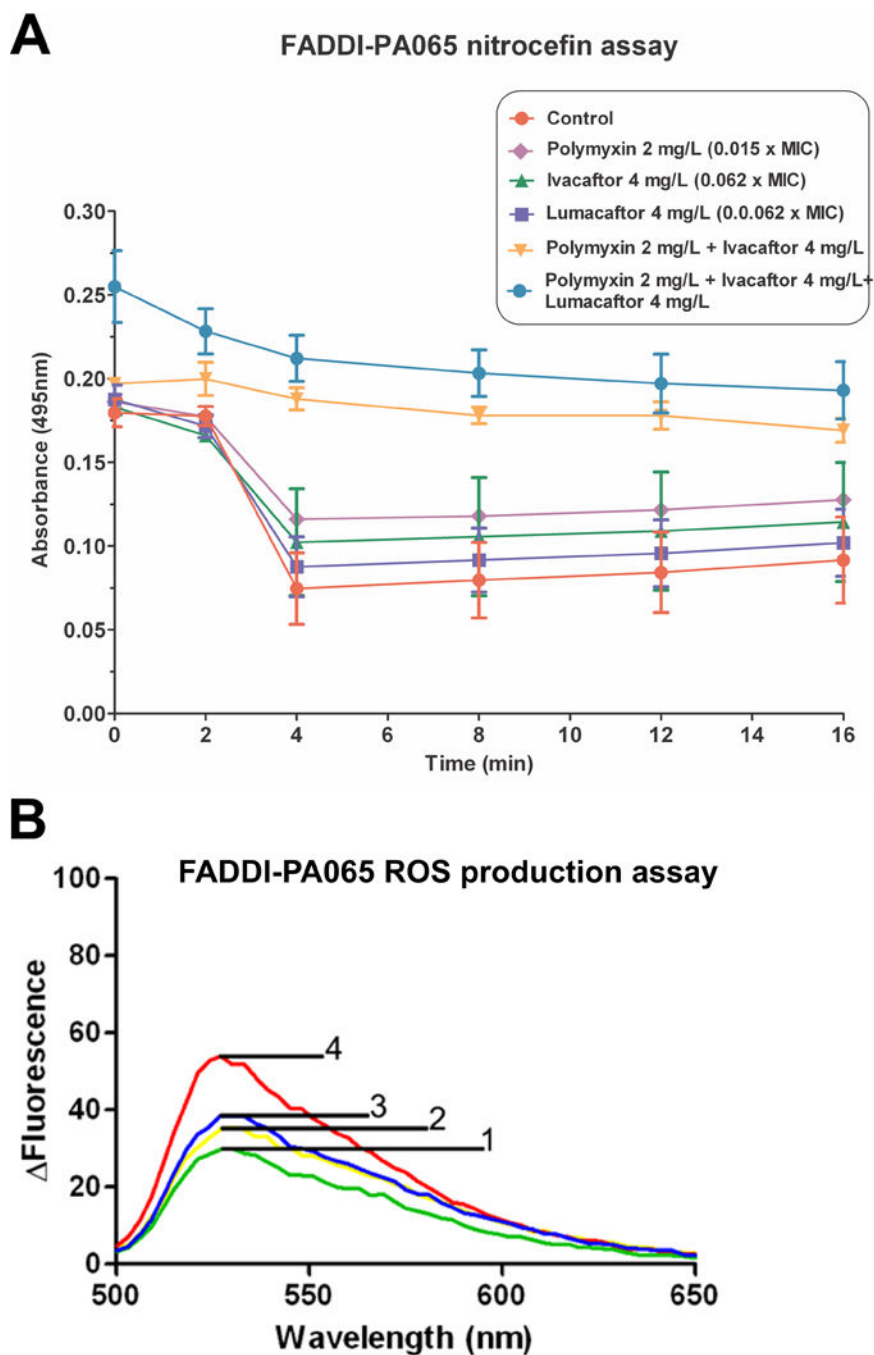 A
FADDI-PA065 nitrocefin assay
Control
Polymyxin 2 mg/L (0.015 x MIC)
Ivacaftor 4 mg/L (0.062 x MIC)
Lumacaftor 4 mg/L (0.0.062 x MIC)
Polymyxin 2 mg/L + Ivacaftor 4 mg/L
Polymyxin 2 mg/L + Ivacaftor 4 mg/L+
Lumacaftor 4 mg/L
0.30
0.25
0.20
0.15
0.10
0.05
0.00
Absorbance (495nm)
0 2 4 6 8 10 12 14 16
Time (min)
B
FADDI-PA065 ROS production assay
100
80
60
40
20
0
ΔFluorescence
4
3
2
1
500 550 600 650
Wavelength (nm)